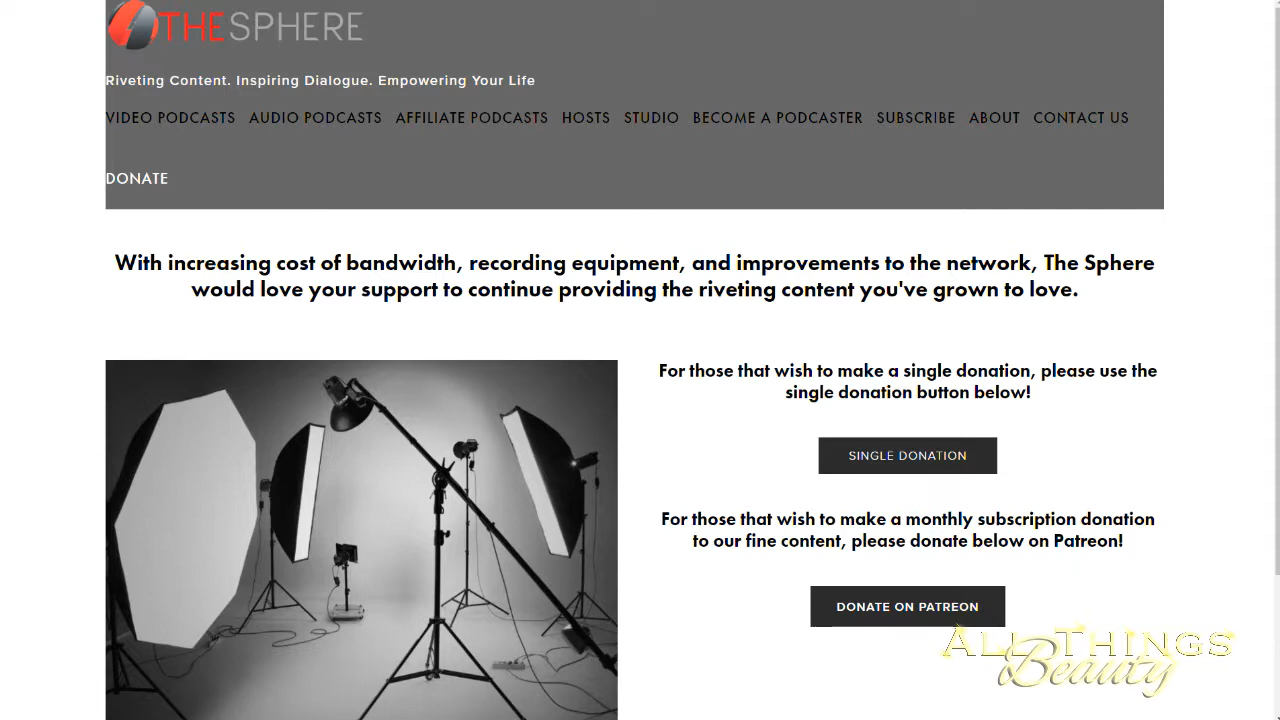 THESPHERE
Riveting Content. Inspiring Dialogue. Empowering Your Life
VIDEO PODCASTS AUDIO PODCASTS AFFILIATE PODCASTS HOSTS STUDIO BECOME A PODCASTER SUBSCRIBE ABOUT CONTACT US
DONATE
With increasing cost of bandwidth, recording equipment, and improvements to the network, The Sphere
would love your support to continue providing the riveting content you've grown to love.
For those that wish to make a single donation, please use the
single donation button below!
SINGLE DONATION
For those that wish to make a monthly subscription donation
to our fine content, please donate below on Patreon!
DONATE ON PATREON
ALL THINGS
Beauty